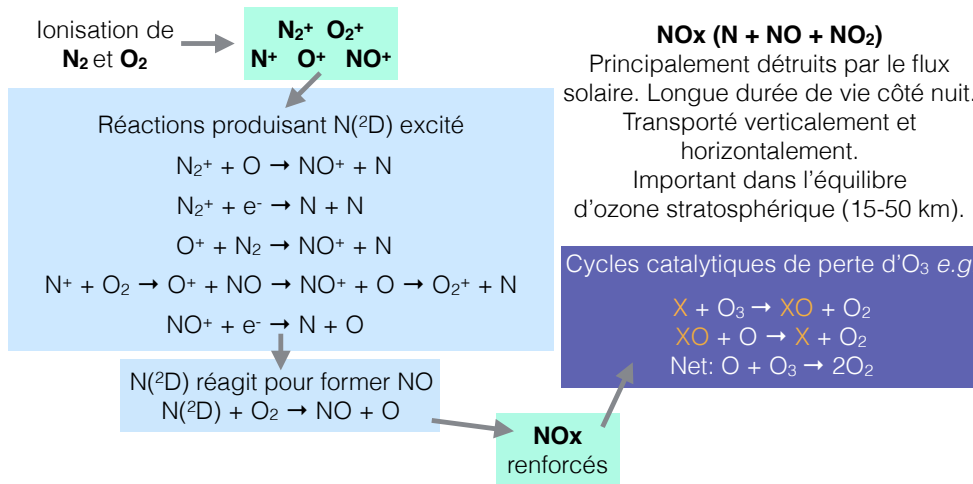 Ionisation de
N₂ et O₂
N₂⁺ O₂⁺
N⁺ O⁺ NO⁺
Réactions produisant N(²D) excité
N₂⁺ + O → NO⁺ + N
N₂⁺ + e⁻ → N + N
O⁺ + N₂ → NO⁺ + N
N⁺ + O₂ → O⁺ + NO → NO⁺ + O → O₂⁺ + N
NO⁺ + e⁻ → N + O
N(²D) réagit pour former NO
N(²D) + O₂ → NO + O
NOx
renforcés
NOx (N + NO + NO₂)
Principalement détruits par le flux
solaire. Longue durée de vie côté nuit.
Transporté verticalement et
horizontalement.
Important dans l'équilibre
d'ozone stratosphérique (15-50 km).
Cycles catalytiques de perte d'O₃ e.g
X + O₃ → XO + O₂
XO + O → X + O₂
Net: O + O₃ → 2O₂